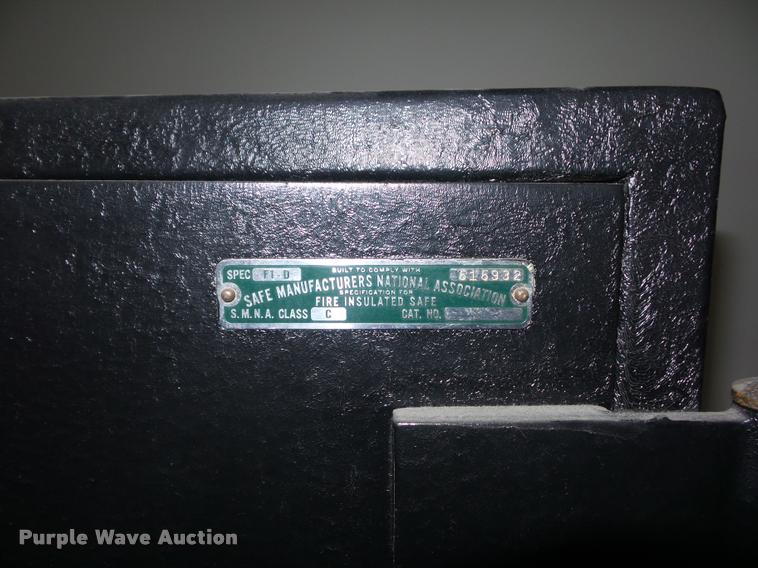 BUILT TO COMPLY WITH
SPEC F1-D 616932
SAFE MANUFACTURERS NATIONAL ASSOCIATION
SPECIFICATION FOR
FIRE INSULATED SAFE
S.M.N.A. CLASS C CAT. NO.
Purple Wave Auction